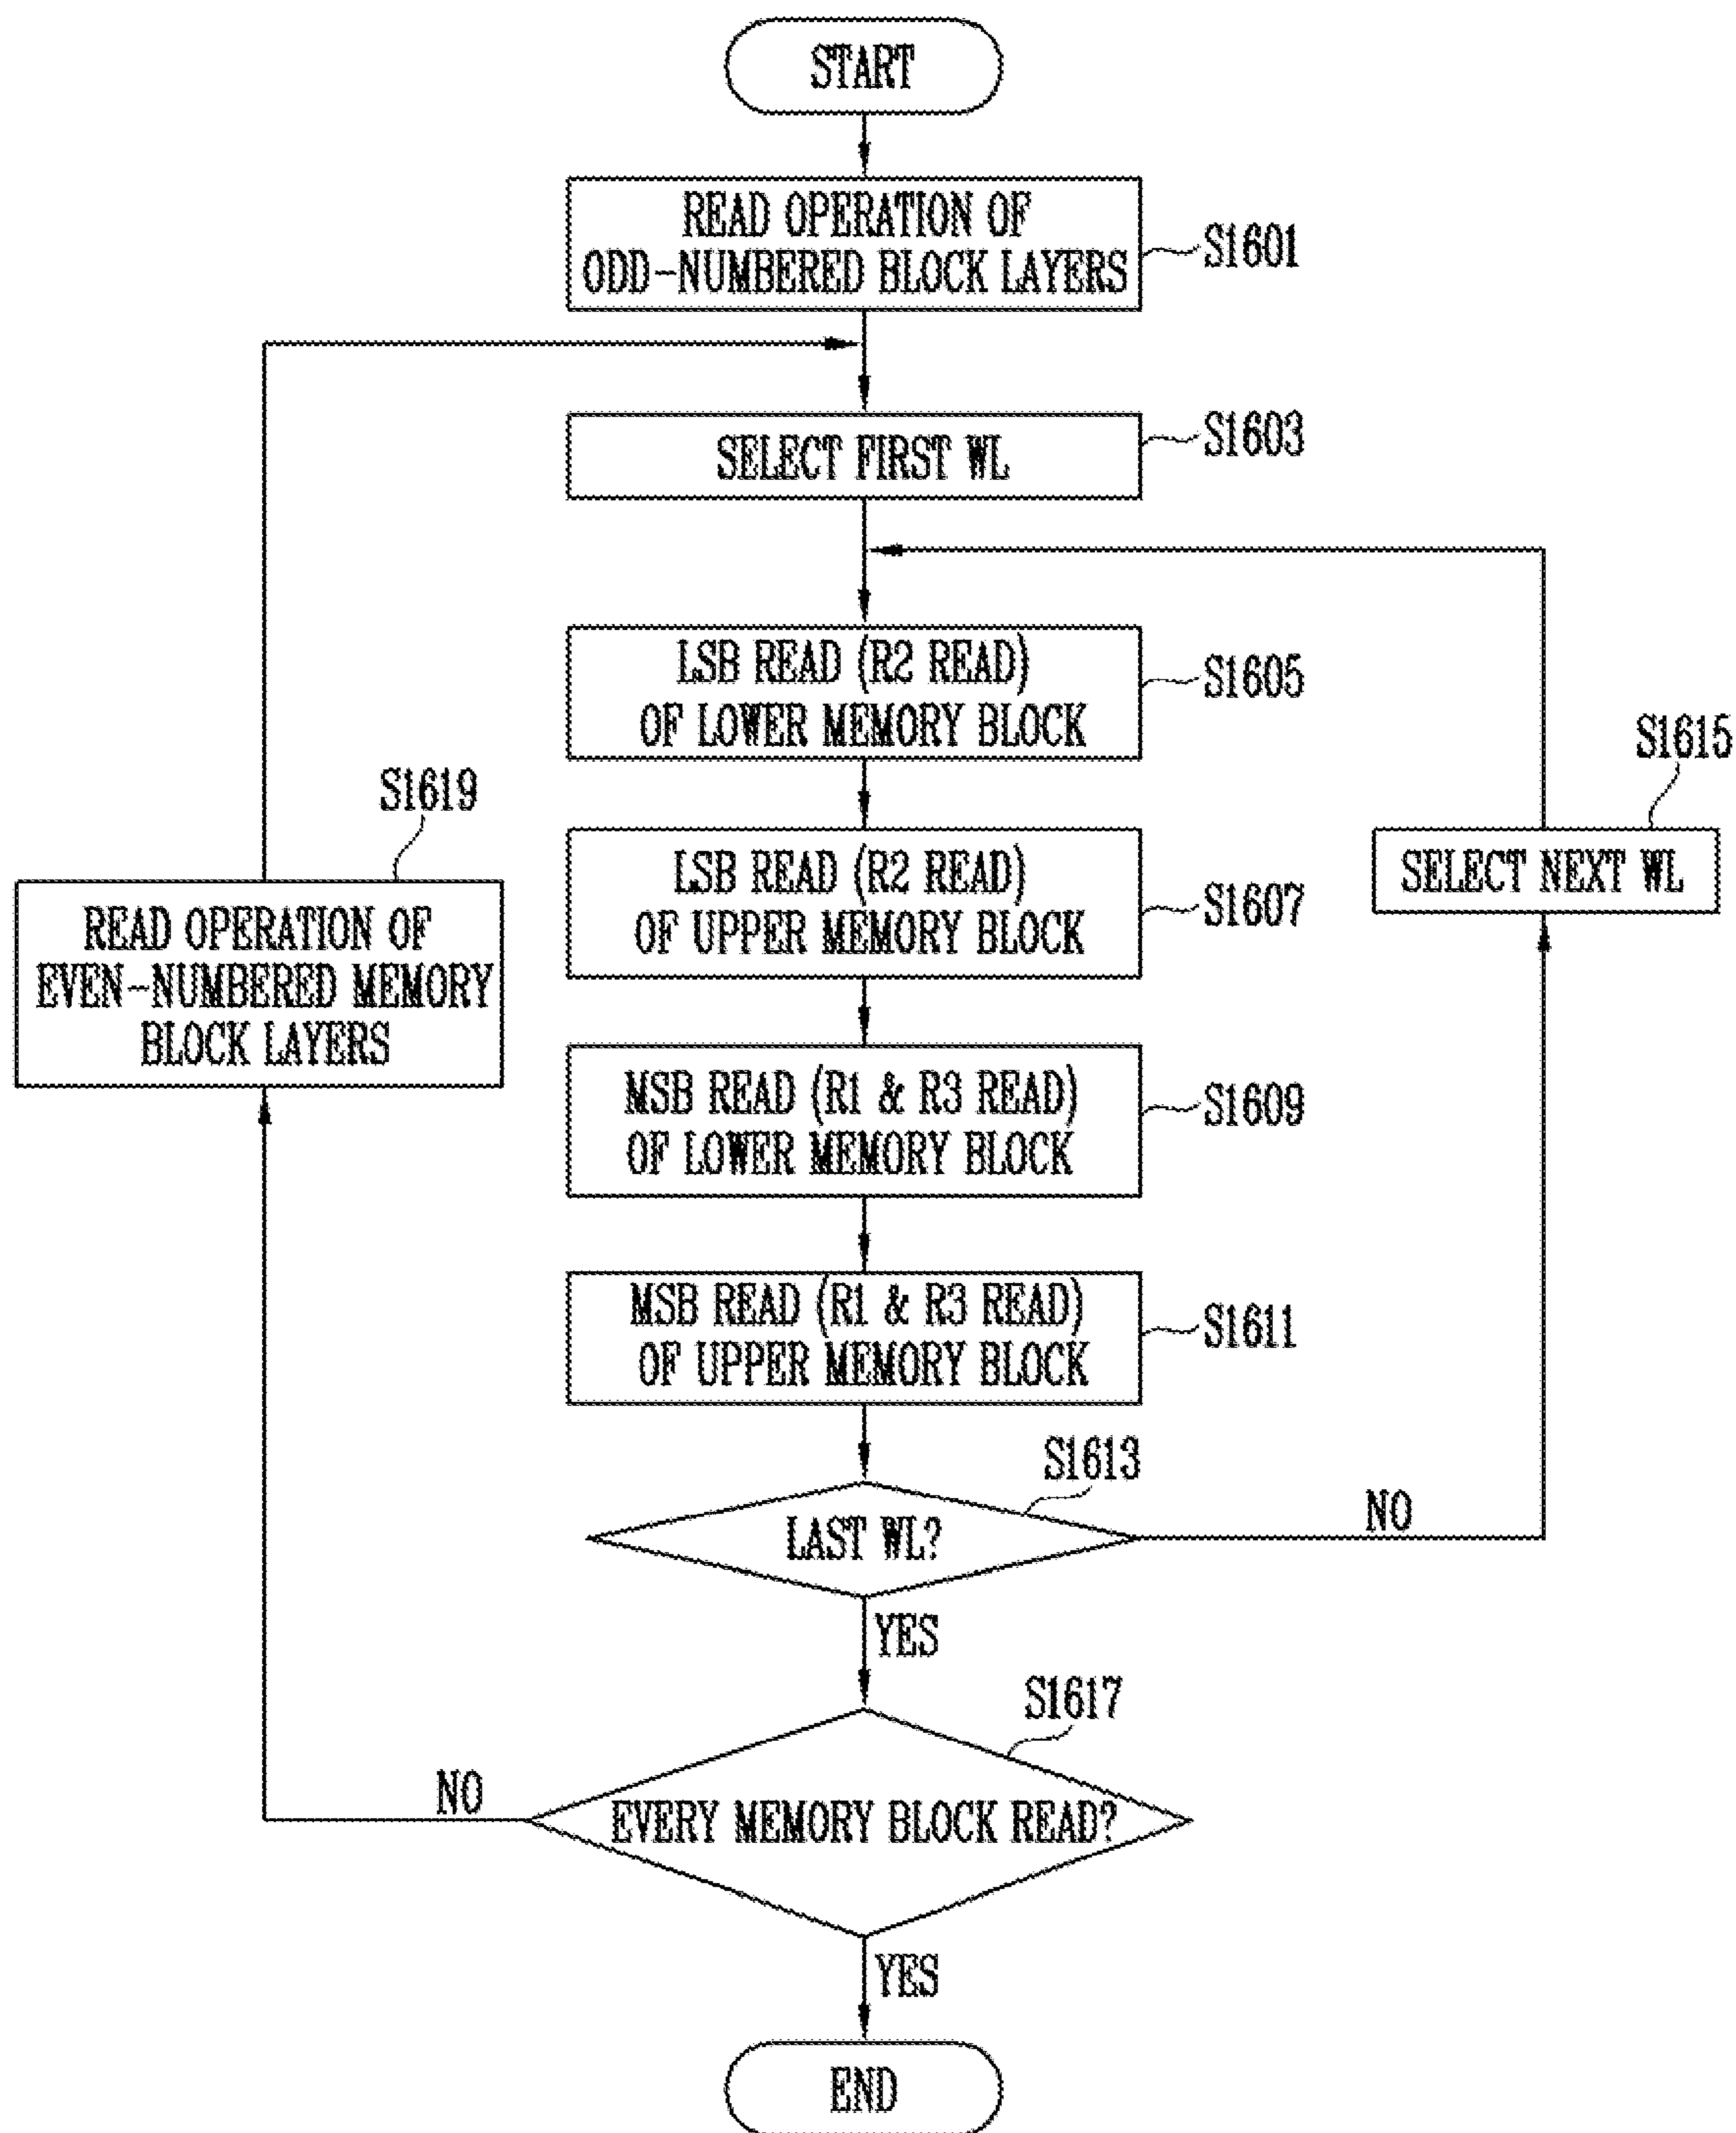 START
READ OPERATION OF
ODD-NUMBERED BLOCK LAYERS
S1601
SELECT FIRST WL
S1603
LSB READ (R2 READ)
OF LOWER MEMORY BLOCK
S1605
S1615
SELECT NEXT WL
S1619
READ OPERATION OF
EVEN-NUMBERED MEMORY
BLOCK LAYERS
LSB READ (R2 READ)
OF UPPER MEMORY BLOCK
S1607
MSB READ (R1 & R3 READ)
OF LOWER MEMORY BLOCK
S1609
MSB READ (R1 & R3 READ)
OF UPPER MEMORY BLOCK
S1611
S1613
LAST WL?
NO
YES
S1617
NO
EVERY MEMORY BLOCK READ?
YES
END